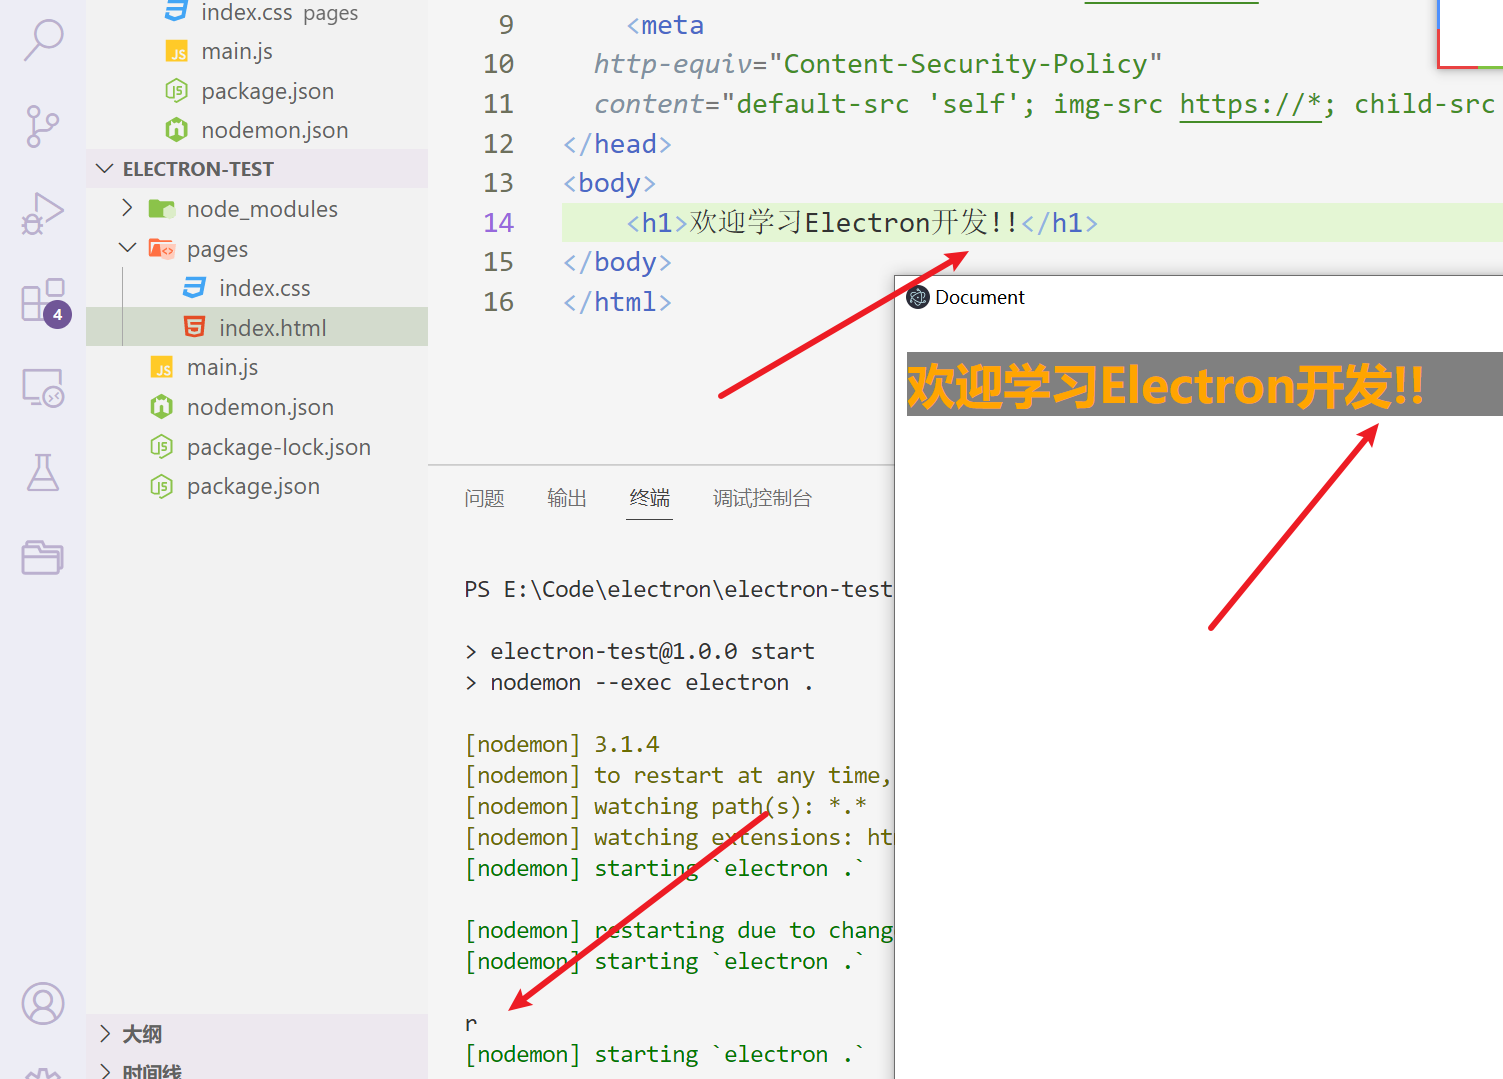 index.css pages
main.js
package.json
nodemon.json
ELECTRON-TEST
node_modules
pages
index.css
index.html
main.js
nodemon.json
package-lock.json
package.json
4
大纲
时间线
9 <meta
10 http-equiv="Content-Security-Policy"
11 content="default-src 'self'; img-src https://*; child-src
12 </head>
13 <body>
14 <h1>欢迎学习Electron开发!!</h1>
15 </body>
16 </html>
Document
欢迎学习Electron开发!!
问题 输出 终端 调试控制台
PS E:\Code\electron\electron-test
> electron-test@1.0.0 start
> nodemon --exec electron .
[nodemon] 3.1.4
[nodemon] to restart at any time,
[nodemon] watching path(s): *.*
[nodemon] watching extensions:
[nodemon] starting `electron .`
[nodemon] restarting due to chang
[nodemon] starting `electron .`
r
[nodemon] starting `electron .`